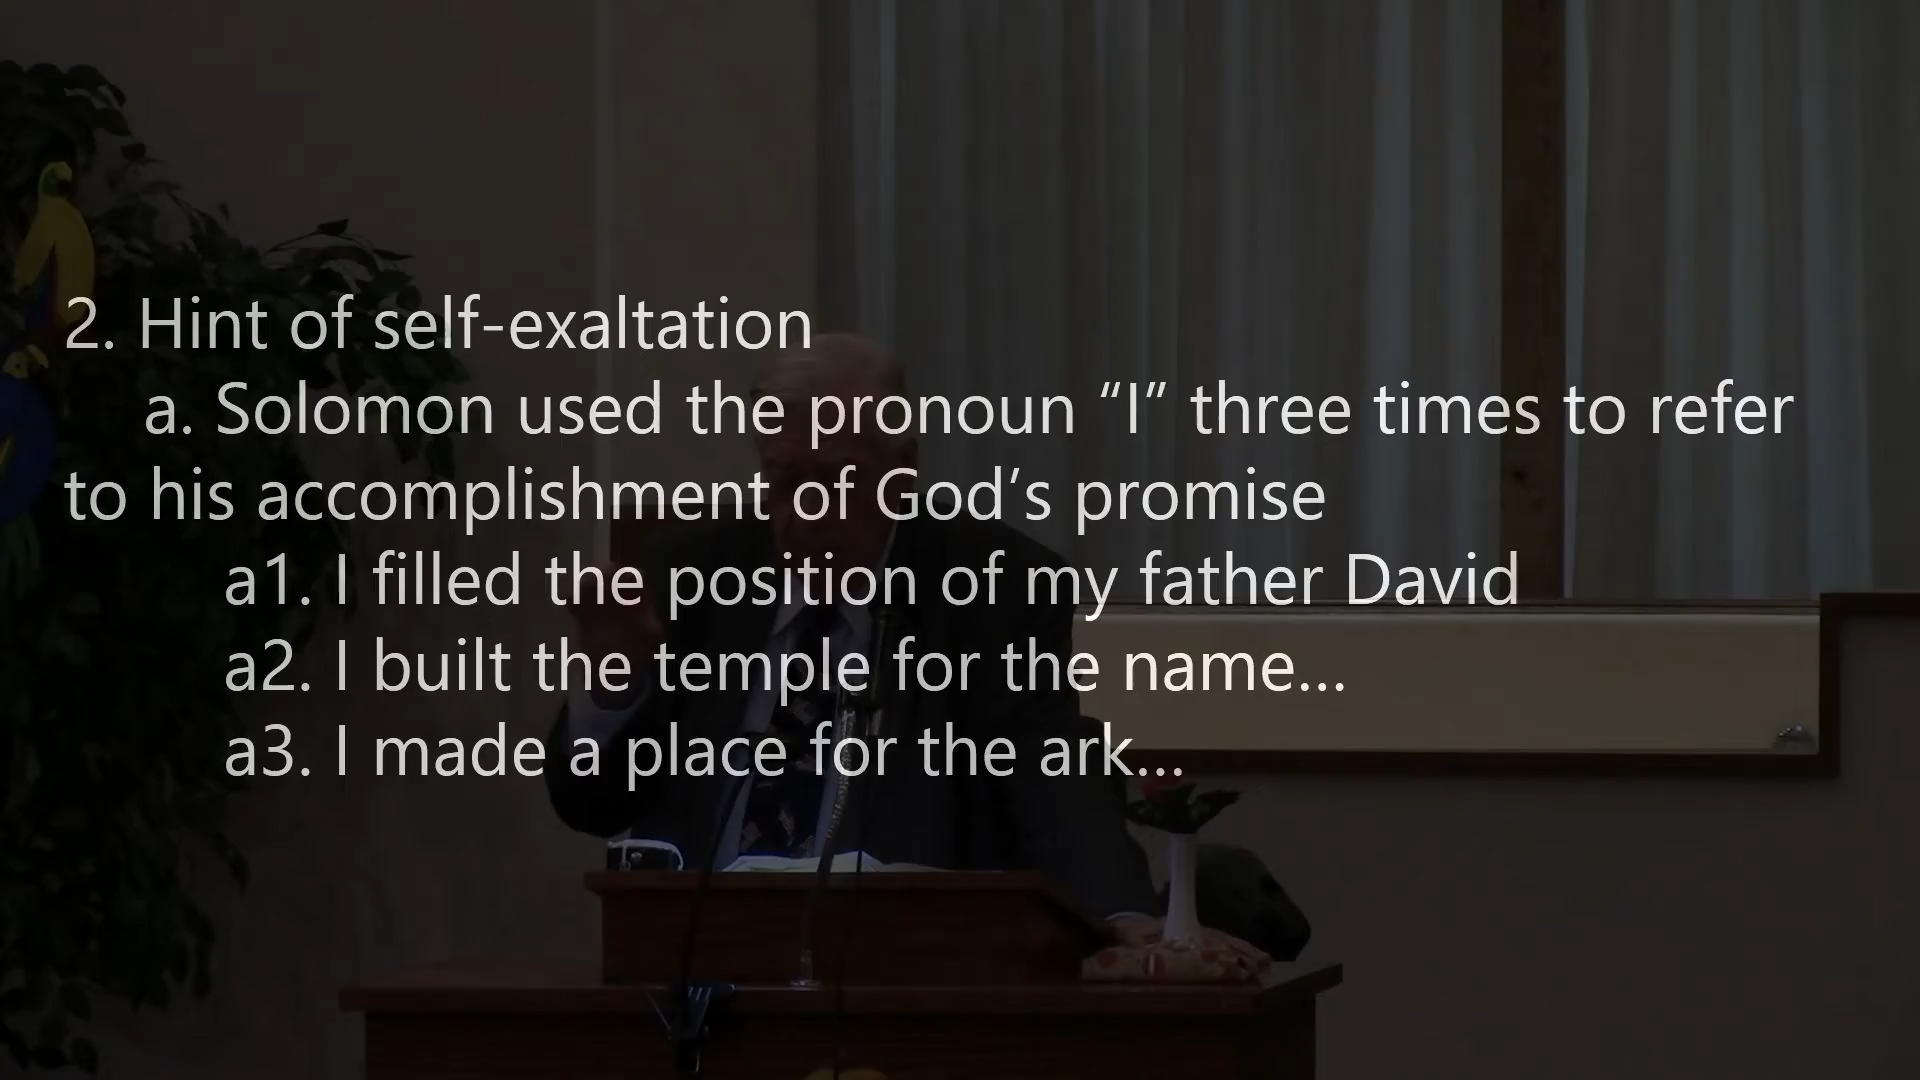 2. Hint of self-exaltation
a. Solomon used the pronoun “I” three times to refer
to his accomplishment of God’s promise
a1. I filled the position of my father David
a2. I built the temple for the name...
a3. I made a place for the ark...